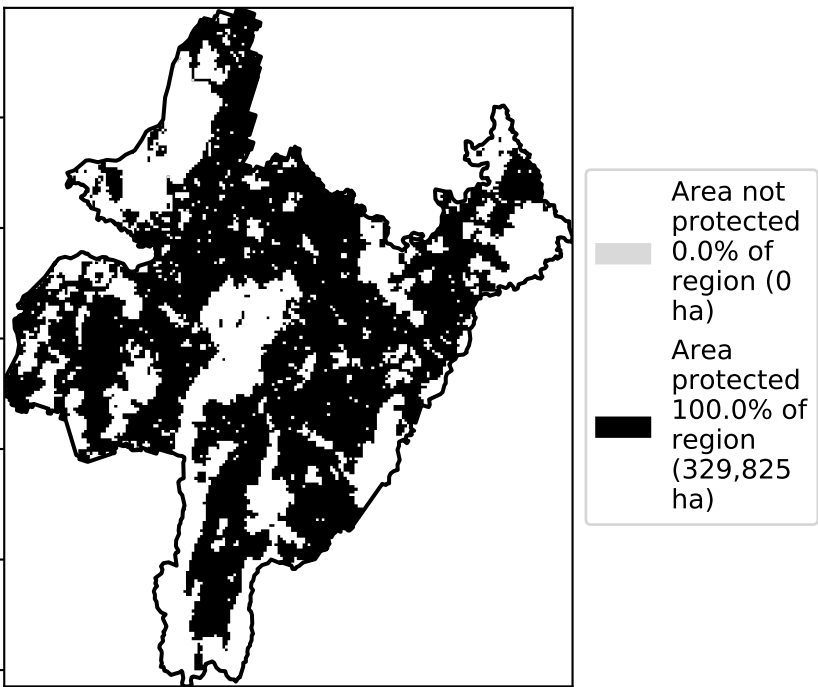 Area not
protected
0.0% of
region (0
ha)
Area
protected
100.0% of
region
(329,825
ha)